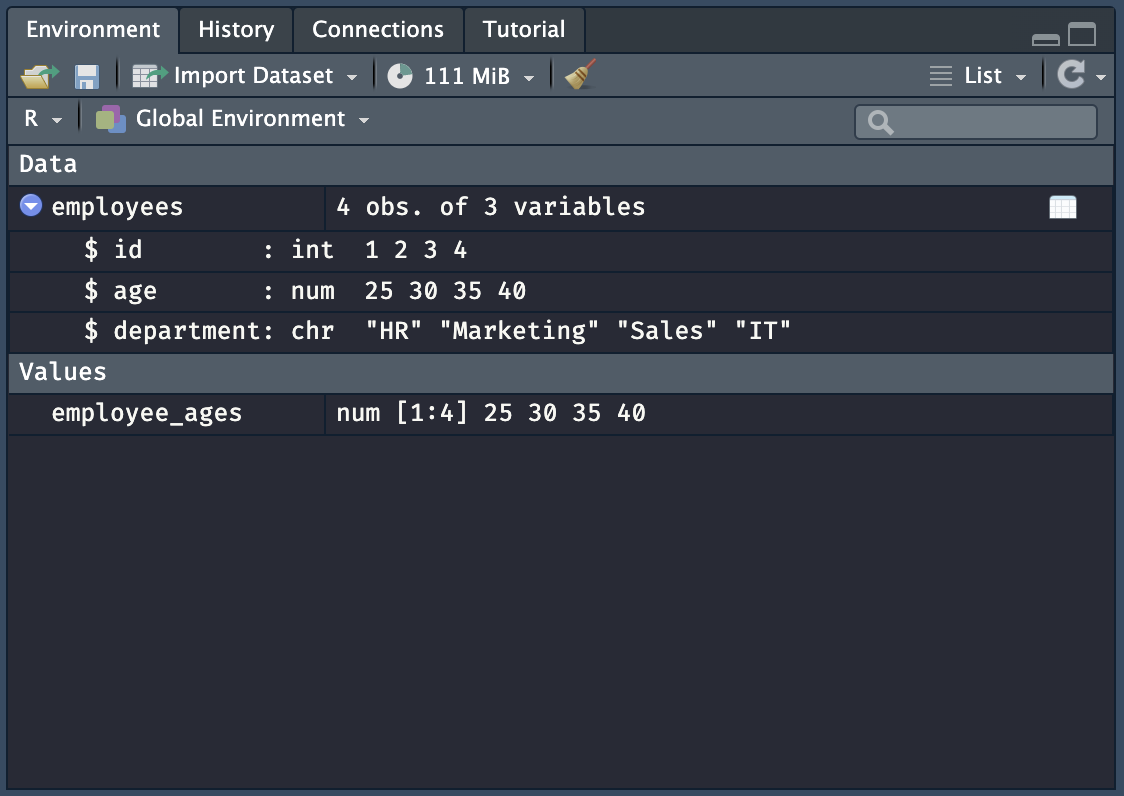 Environment History Connections Tutorial
Import Dataset 111 MiB List
R Global Environment
Data
employees 4 obs. of 3 variables
$ id : int 1 2 3 4
$ age : num 25 30 35 40
$ department: chr "HR" "Marketing" "Sales" "IT"
Values
employee_ages num [1:4] 25 30 35 40